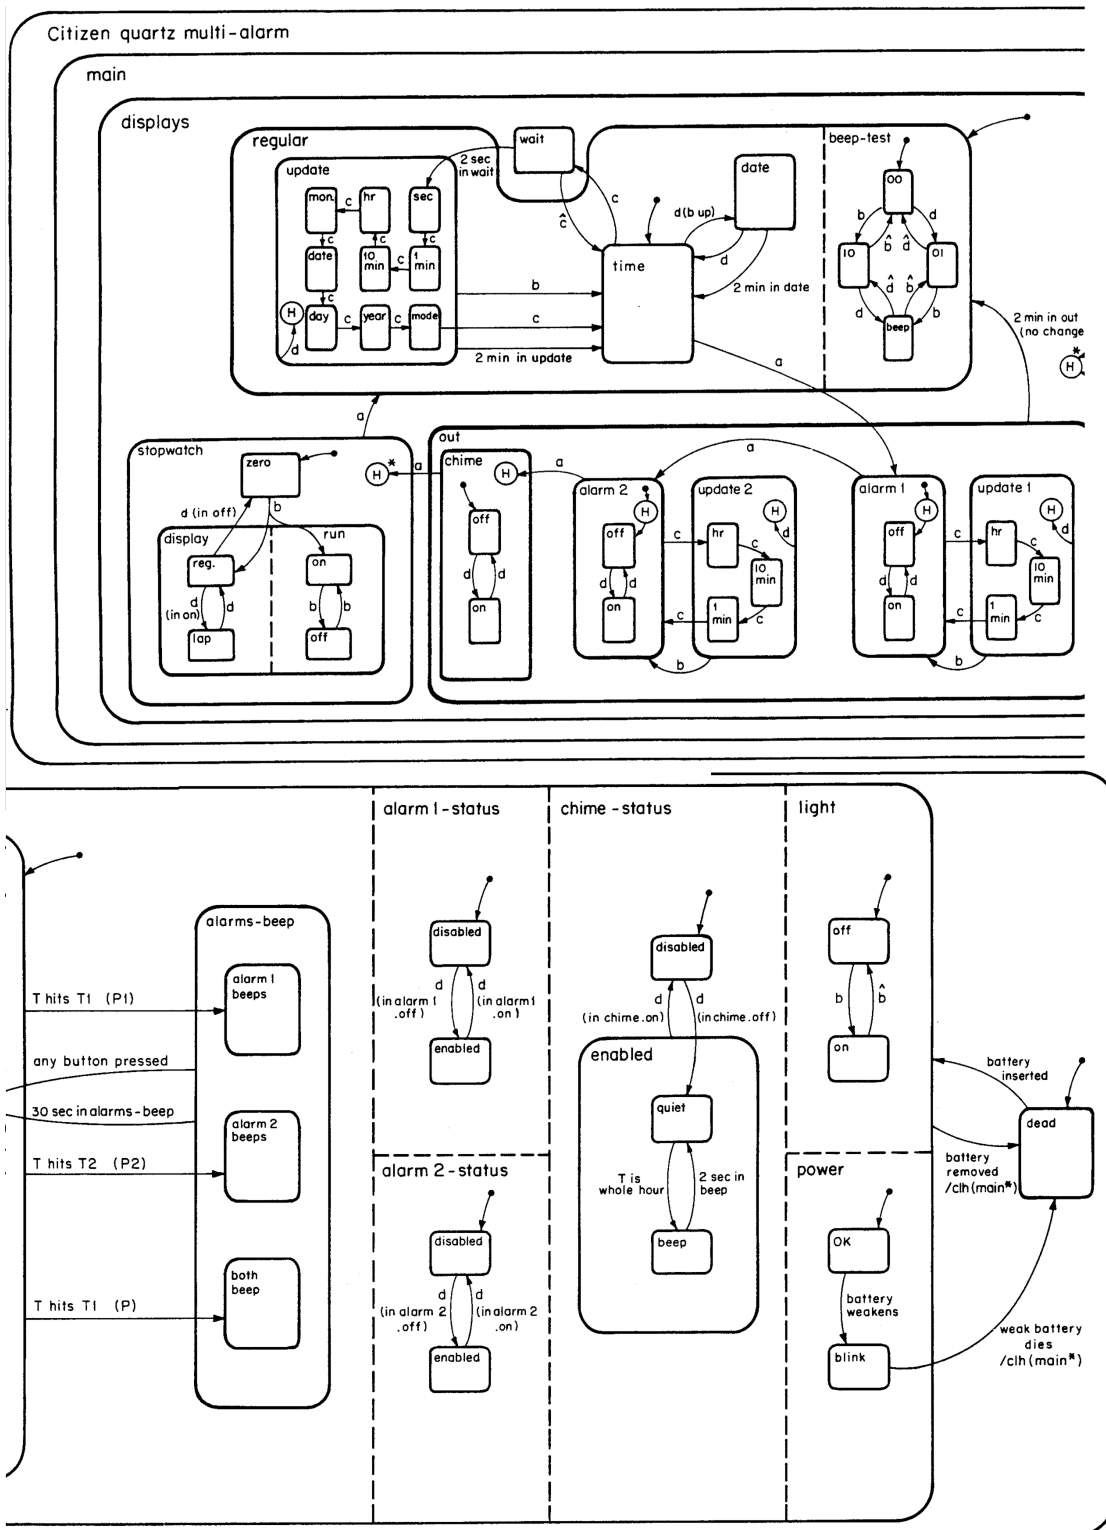 Citizen quartz multi-alarm
main
displays
regular
wait
beep-test
update
2 sec
in wait
date
00
mon.
hr
sec
c
c
ĉ
d(b up)
b
d
c
c
c
b̂
d̂
date
10
min
c
1
min
time
d
10
01
c
2 min in date
d̂
b̂
b
H
day
c
year
c
mode
c
d
b
beep
d
2 min in update
2 min in out
(no change
a
*
H
a
stopwatch
out
zero
H
*
a
chime
H
a
a
alarm 2
update 2
alarm 1
update 1
d (in off)
b
off
H
H
off
H
H
display
run
off
c
hr
c
d
off
c
hr
c
d
reg.
on
d
d
d
d
10
min
d
d
10
min
d
(in on)
d
b
b
on
on
c
1
min
c
on
c
1
min
c
lap
off
b
b
alarm 1-status
chime-status
light
alarms-beep
disabled
disabled
off
alarm 1
beeps
T hits T1 (P1)
d
(in alarm 1
.off)
d
(in alarm 1
.on)
d
(in chime.on)
d
(in chime.off)
b
b̂
any button pressed
enabled
enabled
on
battery
inserted
30 sec in alarms-beep
quiet
dead
alarm 2
beeps
T hits T2 (P2)
alarm 2-status
T is
whole hour
2 sec in
beep
power
battery
removed
/clh(main*)
disabled
beep
OK
both
beep
T hits T1 (P)
d
(in alarm 2
.off)
d
(in alarm 2
.on)
battery
weakens
enabled
blink
weak battery
dies
/clh(main*)